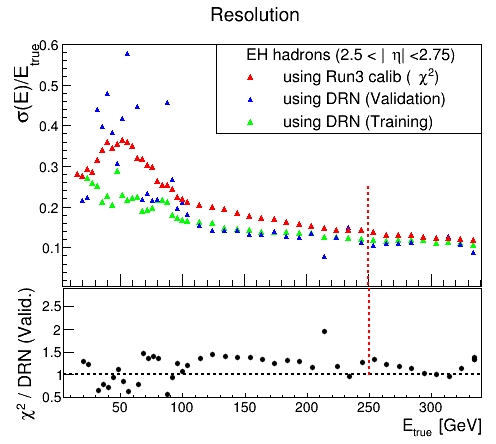 Resolution
σ(E)/E_true
0.6
0.5
0.4
0.3
0.2
0.1
EH hadrons (2.5 < | η| <2.75)
using Run3 calib ( χ²)
using DRN (Validation)
using DRN (Training)
χ² / DRN (Valid.)
2.5
2
1.5
1
0.5
50 100 150 200 250 300
E_true [GeV]